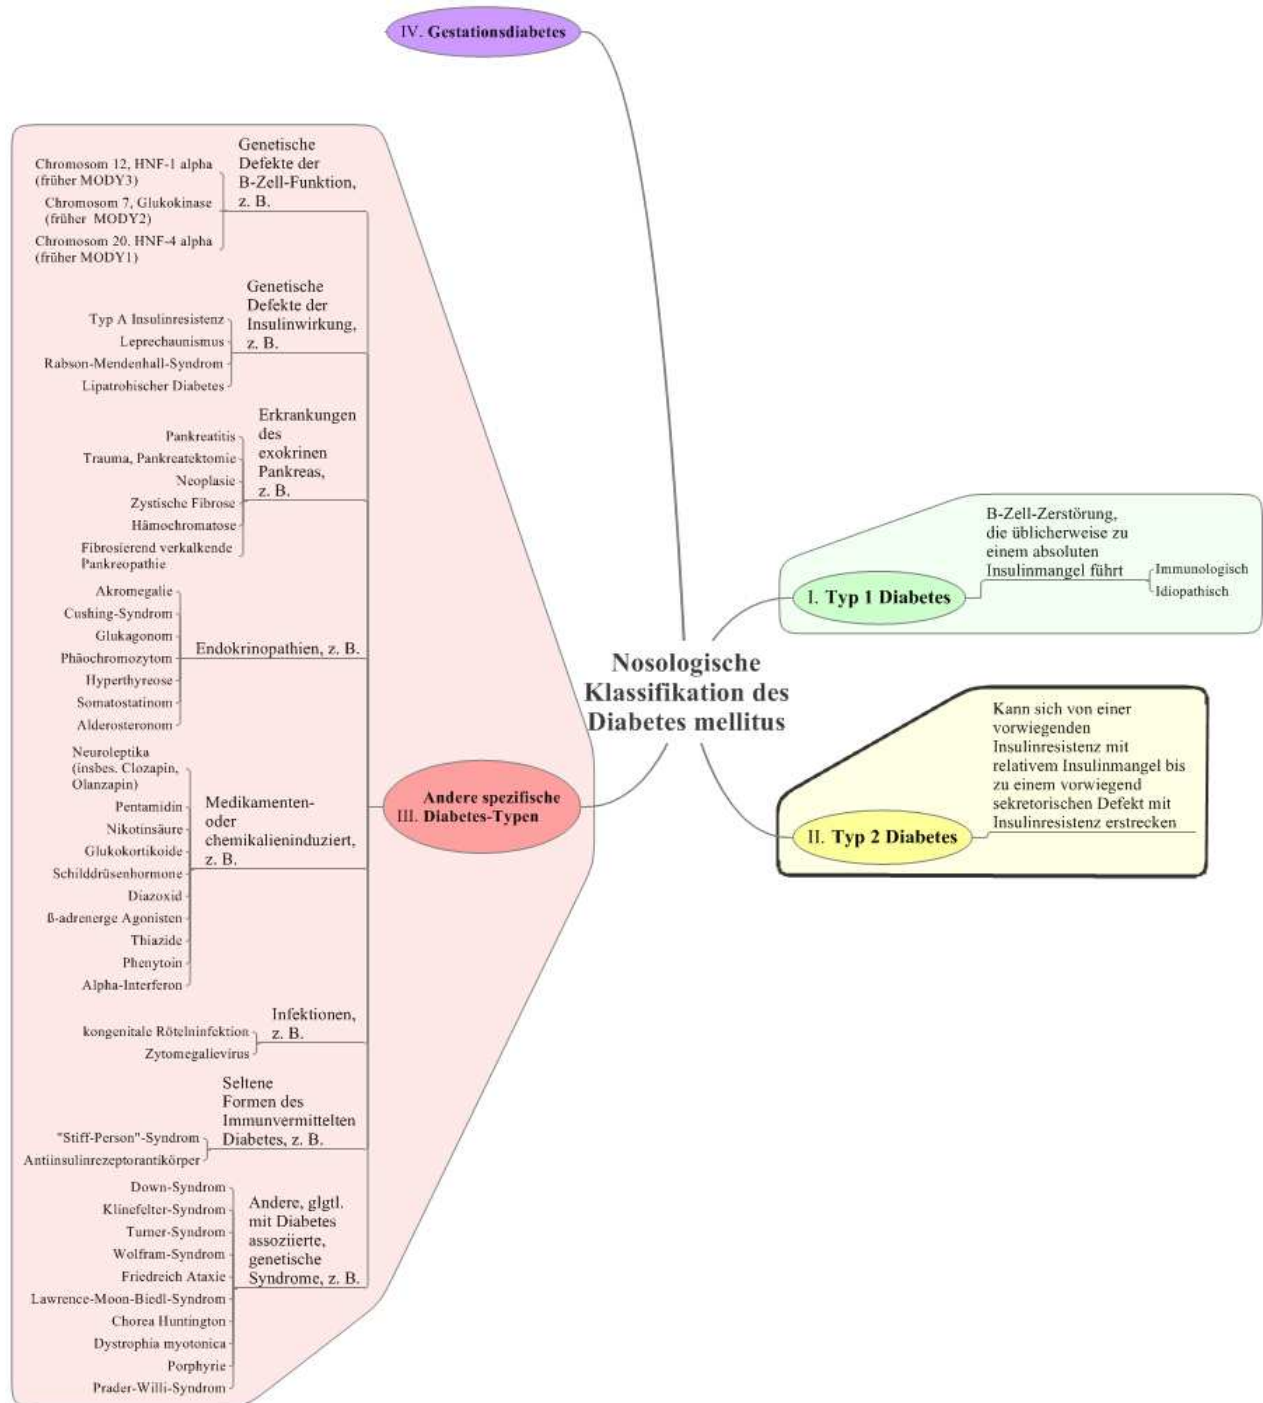 IV. Gestationsdiabetes
Genetische
Defekte der
B-Zell-Funktion,
z. B.
Chromosom 12, HNF-1 alpha
(früher MODY3)
Chromosom 7, Glukokinase
(früher MODY2)
Chromosom 20, HNF-4 alpha
(früher MODY1)
Genetische
Defekte der
Insulinwirkung,
z. B.
Typ A Insulinresistenz
Leprechaunismus
Rabson-Mendenhall-Syndrom
Lipatrohischer Diabetes
Erkrankungen
des
exokrinen
Pankreas,
z. B.
Pankreatitis
Trauma, Pankreatektomie
Neoplasie
Zystische Fibrose
Hämochromatose
Fibrosierend verkalkende
Pankreopathie
Endokrinopathien, z. B.
Akromegalie
Cushing-Syndrom
Glukagonom
Phäochromozytom
Hyperthyreose
Somatostatinom
Alderosteronom
Medikamenten-
oder
chemikalieninduziert,
z. B.
Neuroleptika
(insbes. Clozapin,
Olanzapin)
Pentamidin
Nikotinsäure
Glukokortikoide
Schilddrüsenhormone
Diazoxid
ß-adrenerge Agonisten
Thiazide
Phenytoin
Alpha-Interferon
Infektionen,
z. B.
kongenitale Rötelninfektion
Zytomegalievirus
Seltene
Formen des
Immunvermittelten
Diabetes, z. B.
"Stiff-Person"-Syndrom
Antiinsulinrezeptorantikörper
Andere, glgtl.
mit Diabetes
assoziierte,
genetische
Syndrome, z. B.
Down-Syndrom
Klinefelter-Syndrom
Turner-Syndrom
Wolfram-Syndrom
Friedreich Ataxie
Lawrence-Moon-Biedl-Syndrom
Chorea Huntington
Dystrophia myotonica
Porphyrie
Prader-Willi-Syndrom
Andere spezifische
III. Diabetes-Typen
Nosologische
Klassifikation des
Diabetes mellitus
I. Typ 1 Diabetes
B-Zell-Zerstörung,
die üblicherweise zu
einem absoluten
Insulinmangel führt
Immunologisch
Idiopathisch
II. Typ 2 Diabetes
Kann sich von einer
vorwiegenden
Insulinresistenz mit
relativem Insulinmangel bis
zu einem vorwiegend
sekretorischen Defekt mit
Insulinresistenz erstrecken